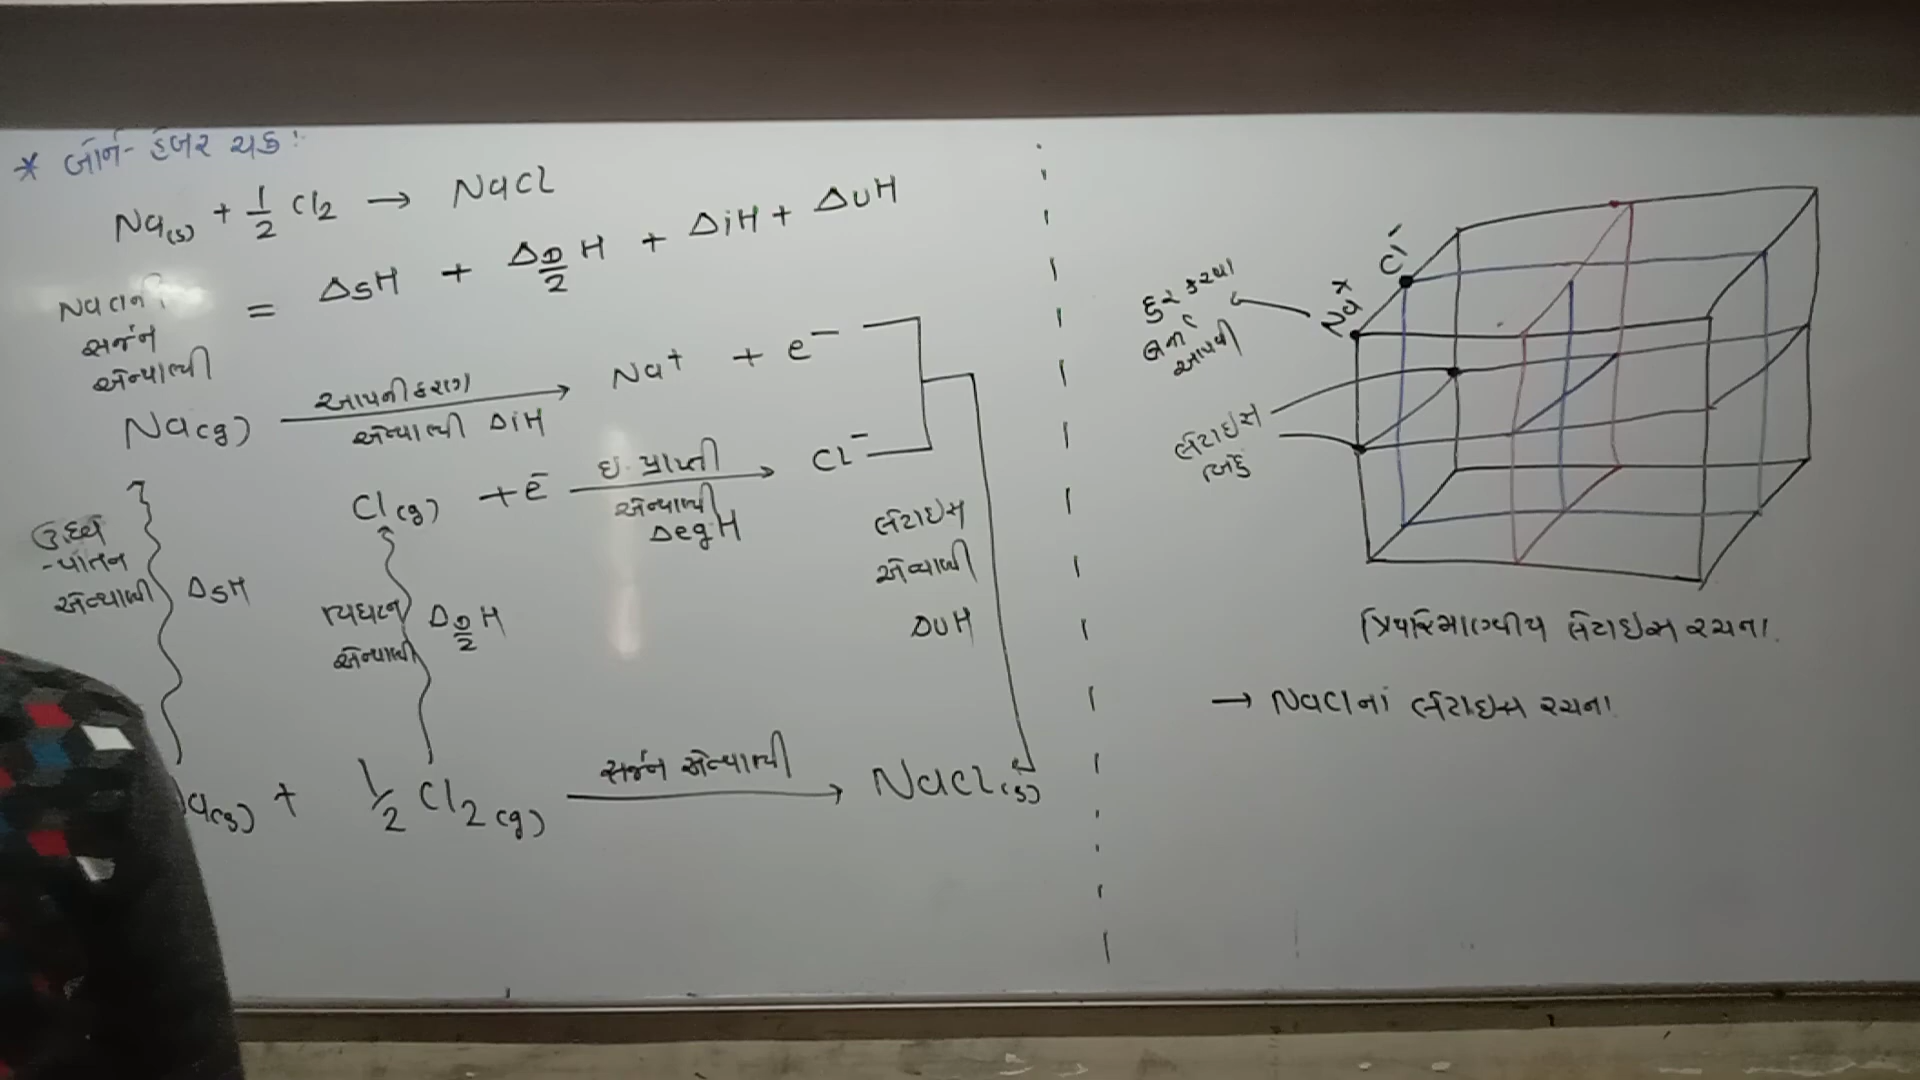 * બોર્ન-હેબર ચક્ર:
Na(s) + 1/2 Cl2 → NaCl
NaClની સર્જન એન્થાલ્પી = ΔsH + ΔD/2 H + ΔiH + ΔUH
Na(g) આયનીકરણ એન્થાલ્પી ΔiH → Na+ + e-
Cl(g) + e- ઇ. પ્રાપ્તી એન્થાલ્પી ΔegH → Cl-
ઉર્ધ્વ
-પાતન
એન્થાલ્પી ΔsH
વિઘટન
એન્થાલ્પી ΔD/2 H
લેટાઇસ
એન્થાલ્પી
ΔUH
a(s) + 1/2 Cl2(g) સર્જન એન્થાલ્પી → NaCl(s)
Cl-
Na+
દુર કરવા
આપવી
લેટાઇસ
બિંદુ
ત્રિપરિમાણ્વીય લેટાઇસ રચના.
→ NaClનાં લેટાઇસ રચના